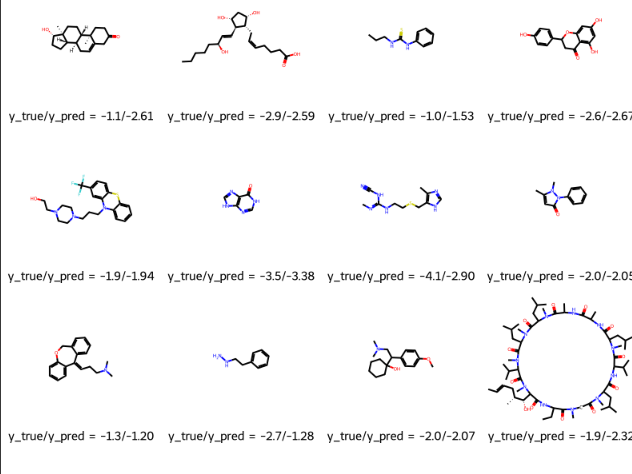 y_true/y_pred = -1.1/-2.61
y_true/y_pred = -2.9/-2.59
y_true/y_pred = -1.0/-1.53
y_true/y_pred = -2.6/-2.67
y_true/y_pred = -1.9/-1.94
y_true/y_pred = -3.5/-3.38
y_true/y_pred = -4.1/-2.90
y_true/y_pred = -2.0/-2.05
y_true/y_pred = -1.3/-1.20
y_true/y_pred = -2.7/-1.28
y_true/y_pred = -2.0/-2.07
y_true/y_pred = -1.9/-2.32